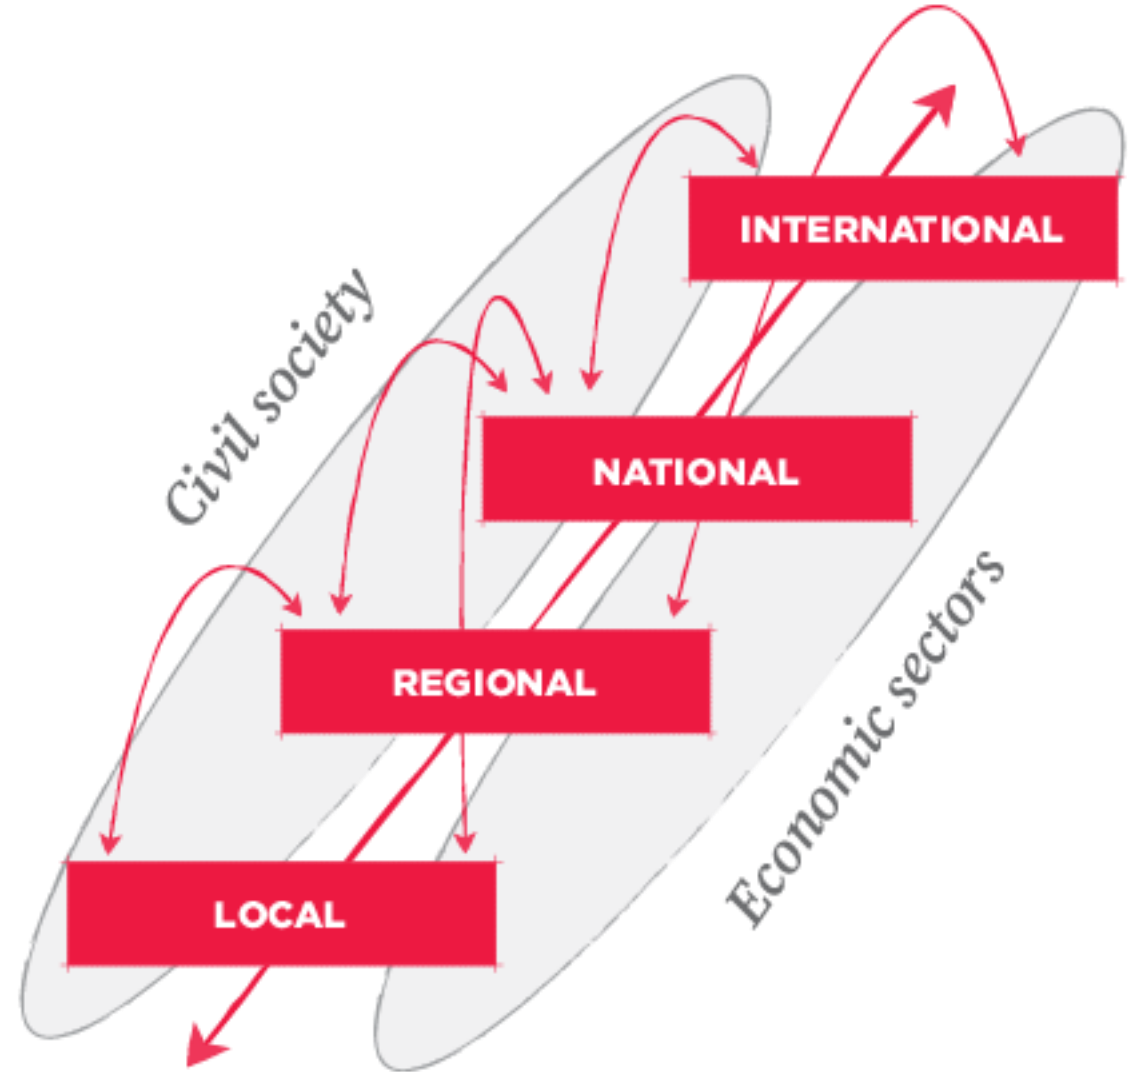 INTERNATIONAL
Civil society
NATIONAL
REGIONAL
Economic sectors
LOCAL